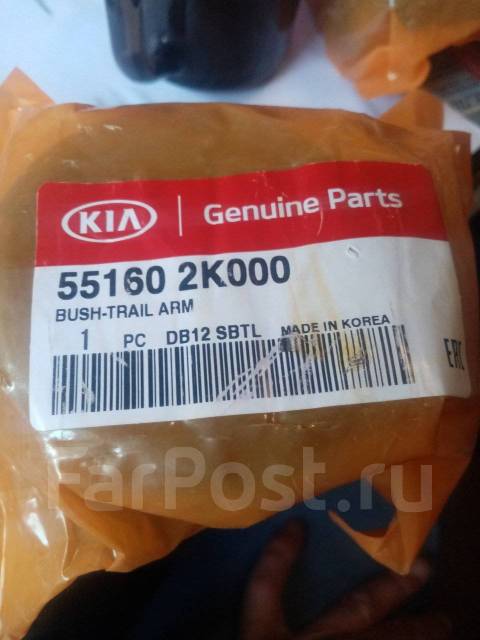 KIA | Genuine Parts
55160 2K000
BUSH-TRAIL ARM
1 PC DB12 SBTL MADE IN KOREA
EAC
FarPost.ru